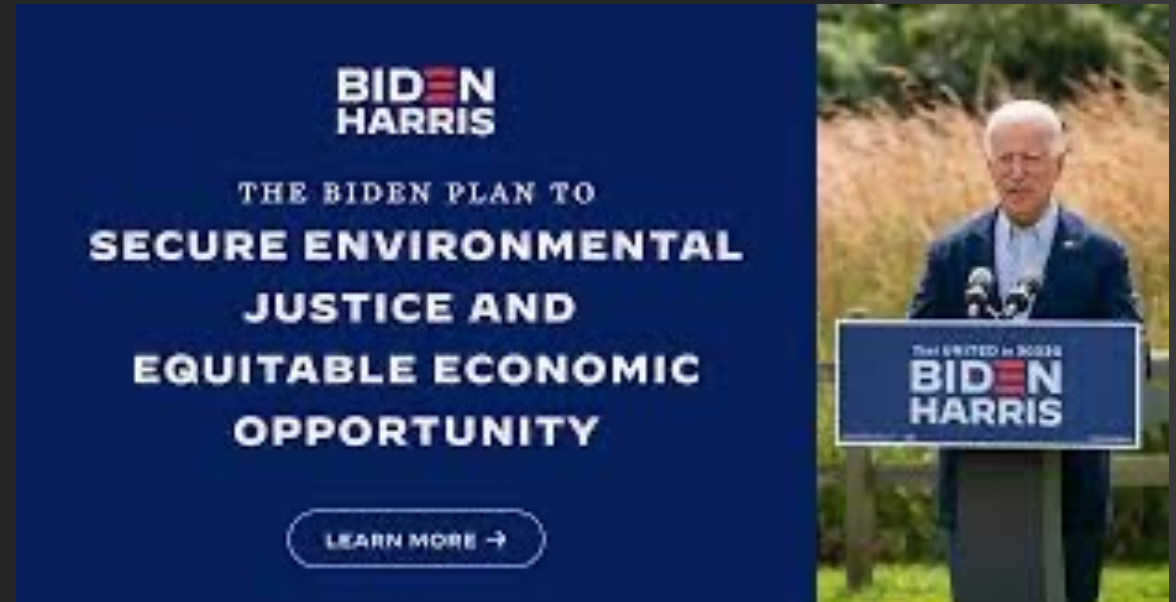 BIDEN
HARRIS
THE BIDEN PLAN TO
SECURE ENVIRONMENTAL
JUSTICE AND
EQUITABLE ECONOMIC
OPPORTUNITY
LEARN MORE →
BIDEN
HARRIS